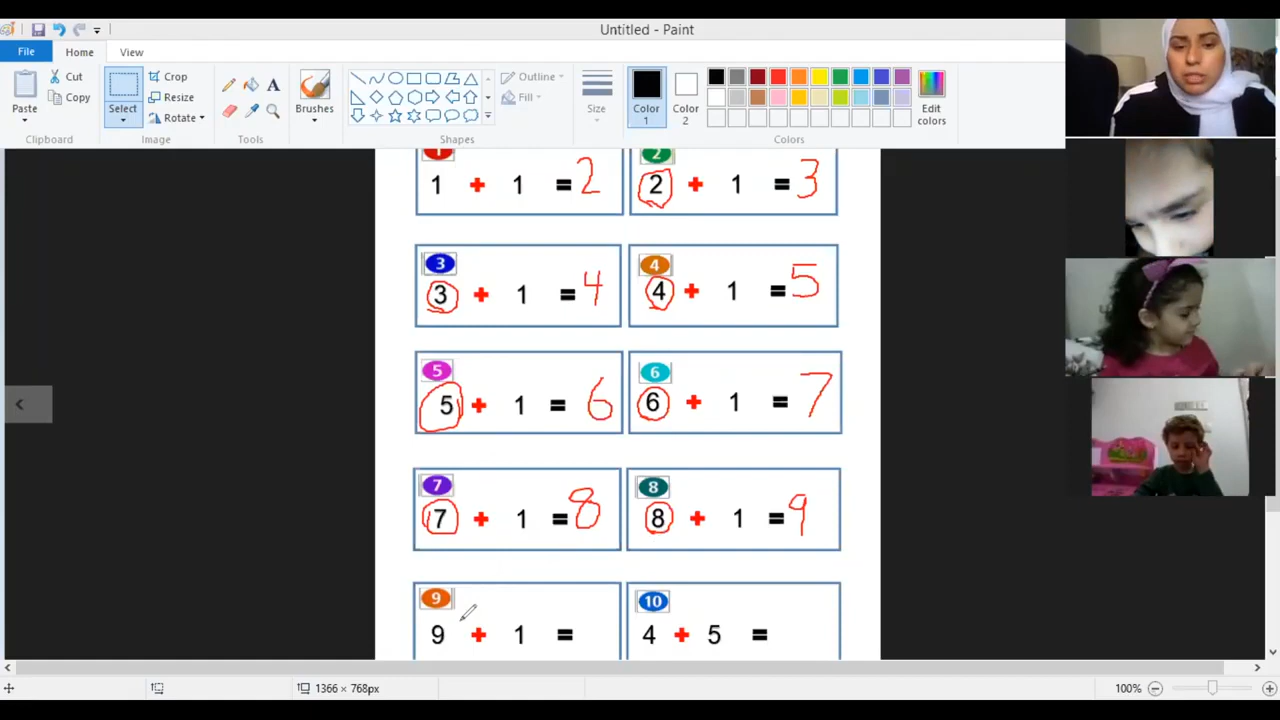 Untitled - Paint
File Home View
Paste Cut Copy Clipboard
Select Crop Resize Rotate Image
Tools
Brushes
Outline Fill Shapes
Size
Color 1 Color 2 Edit colors Colors
1 2
1 + 1 = 2 2 + 1 = 3
3 4
3 + 1 = 4 4 + 1 = 5
5 6
5 + 1 = 6 6 + 1 = 7
7 8
7 + 1 = 8 8 + 1 = 9
9 10
9 + 1 = 4 + 5 =
1366 × 768px 100%